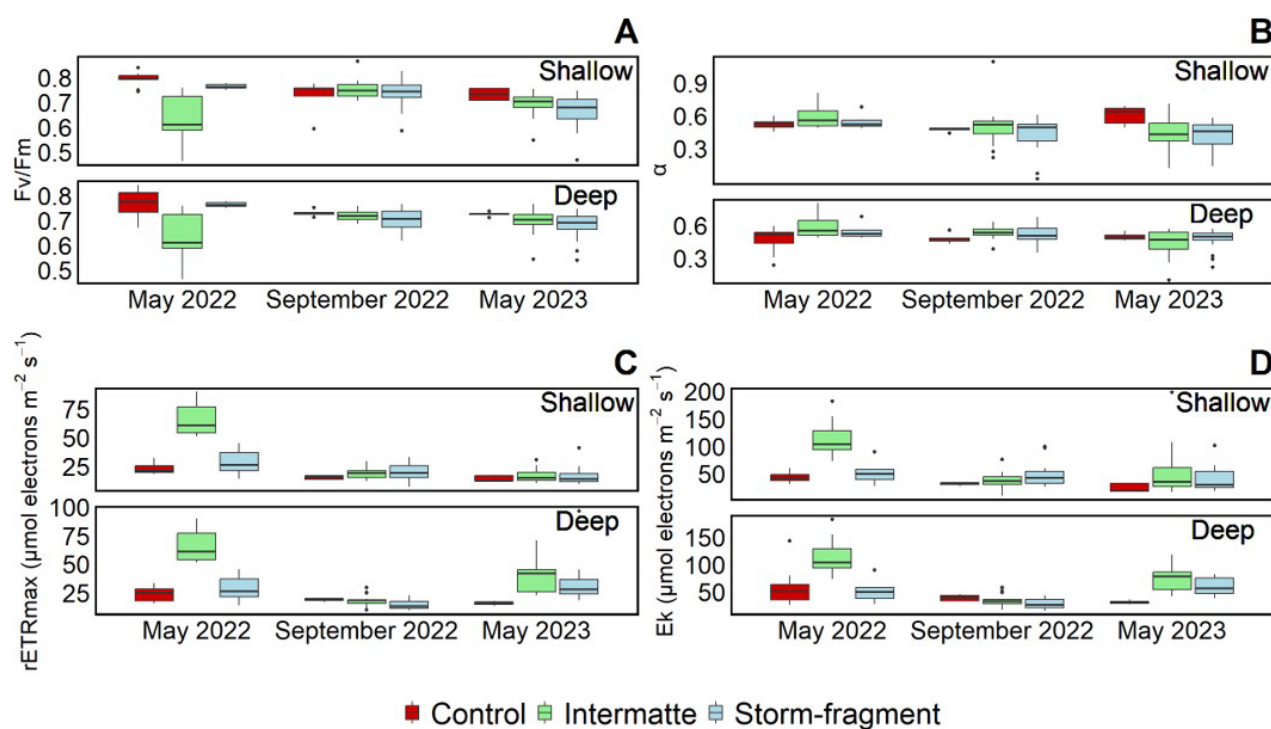 A
B
Shallow
Shallow
0.8
0.7
0.6
0.5
0.9
0.6
0.3
Fv/Fm
α
Deep
Deep
0.8
0.7
0.6
0.5
0.6
0.3
May 2022 September 2022 May 2023
May 2022 September 2022 May 2023
C
D
Shallow
Shallow
75
50
25
200
150
100
50
rETRmax (µmol electrons m⁻² s⁻¹)
Ek (µmol electrons m⁻² s⁻¹)
Deep
Deep
100
75
50
25
150
100
50
May 2022 September 2022 May 2023
May 2022 September 2022 May 2023
Control Intermatte Storm-fragment